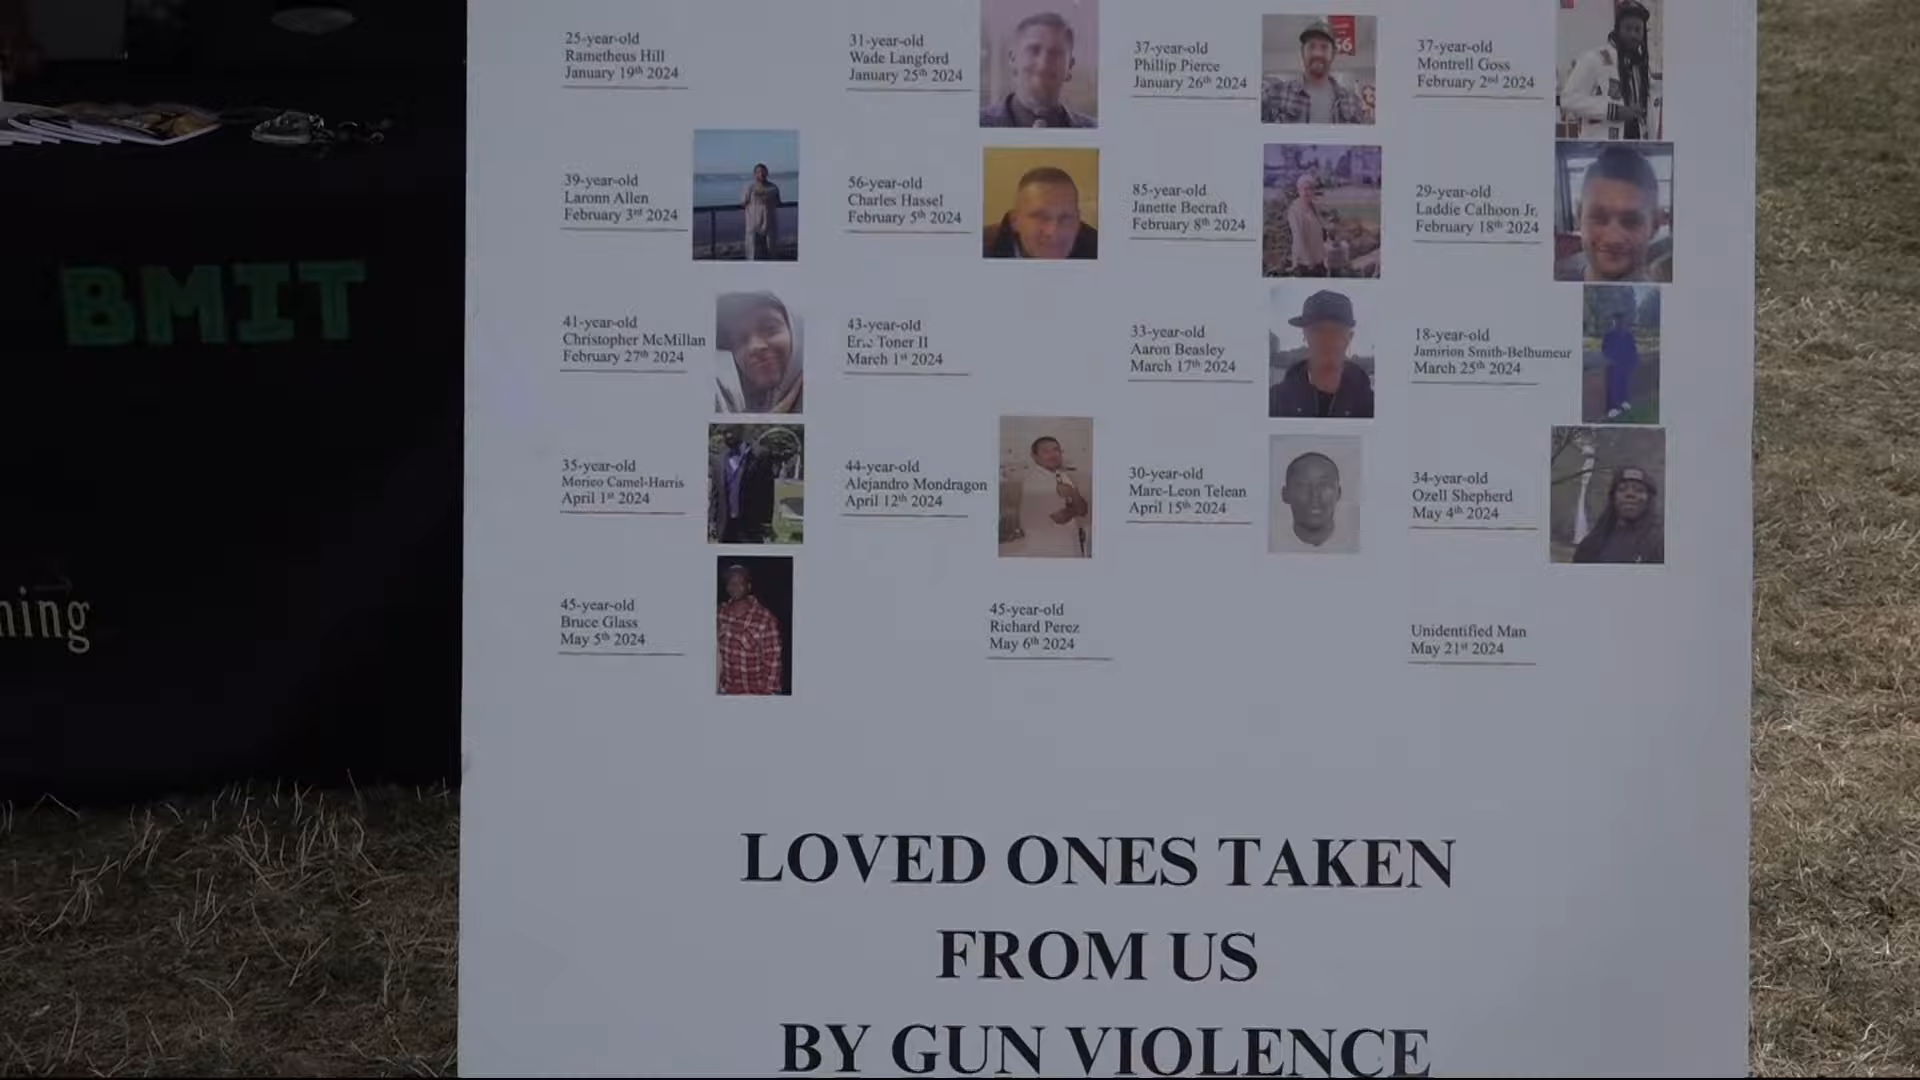 25-year-old
Rametheus Hill
January 19th 2024
31-year-old
Wade Langford
January 25th 2024
37-year-old
Phillip Pierce
January 26th 2024
37-year-old
Montrell Goss
February 2nd 2024
39-year-old
Laronn Allen
February 3rd 2024
56-year-old
Charles Hassel
February 5th 2024
85-year-old
Janette Becraft
February 8th 2024
29-year-old
Laddie Calhoon Jr.
February 18th 2024
BMIT
41-year-old
Christopher McMillan
February 27th 2024
43-year-old
Eric Toner II
March 1st 2024
33-year-old
Aaron Beasley
March 17th 2024
18-year-old
Jamirion Smith-Belhumeur
March 25th 2024
35-year-old
Morico Camel-Harris
April 1st 2024
44-year-old
Alejandro Mondragon
April 12th 2024
30-year-old
Marc-Leon Telean
April 15th 2024
34-year-old
Ozell Shepherd
May 4th 2024
ning
45-year-old
Bruce Glass
May 5th 2024
45-year-old
Richard Perez
May 6th 2024
Unidentified Man
May 21st 2024
LOVED ONES TAKEN
FROM US
BY GUN VIOLENCE